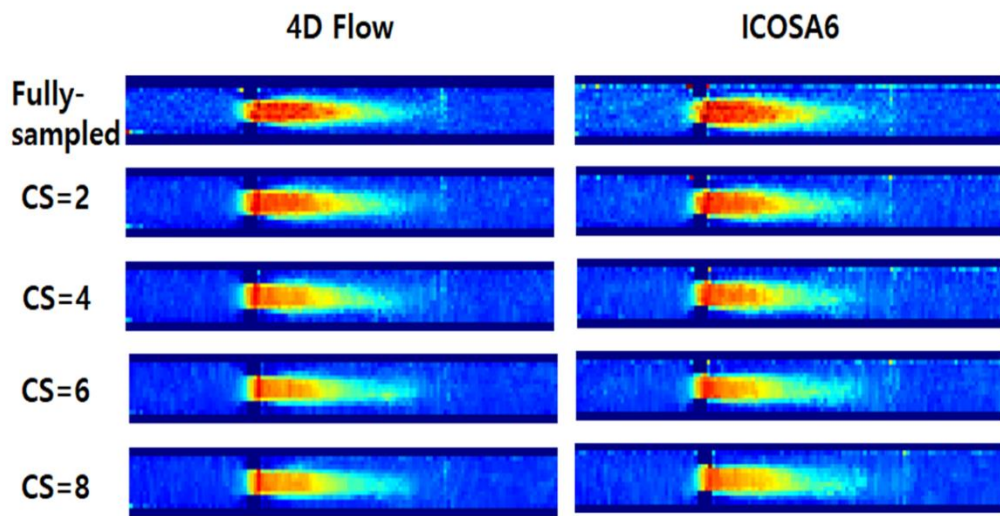 4D Flow
ICOSA6
Fully-
sampled
CS=2
CS=4
CS=6
CS=8